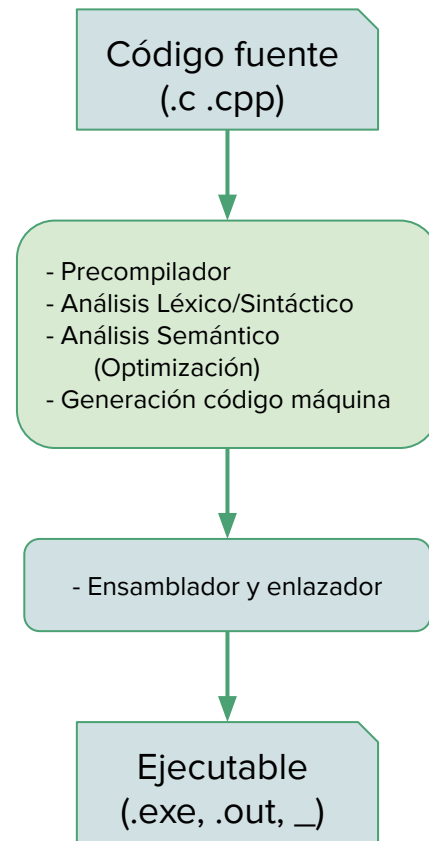 Código fuente
(.c .cpp)
- Precompilador
- Análisis Léxico/Sintáctico
- Análisis Semántico
(Optimización)
- Generación código máquina
- Ensamblador y enlazador
Ejecutable
(.exe, .out, _)